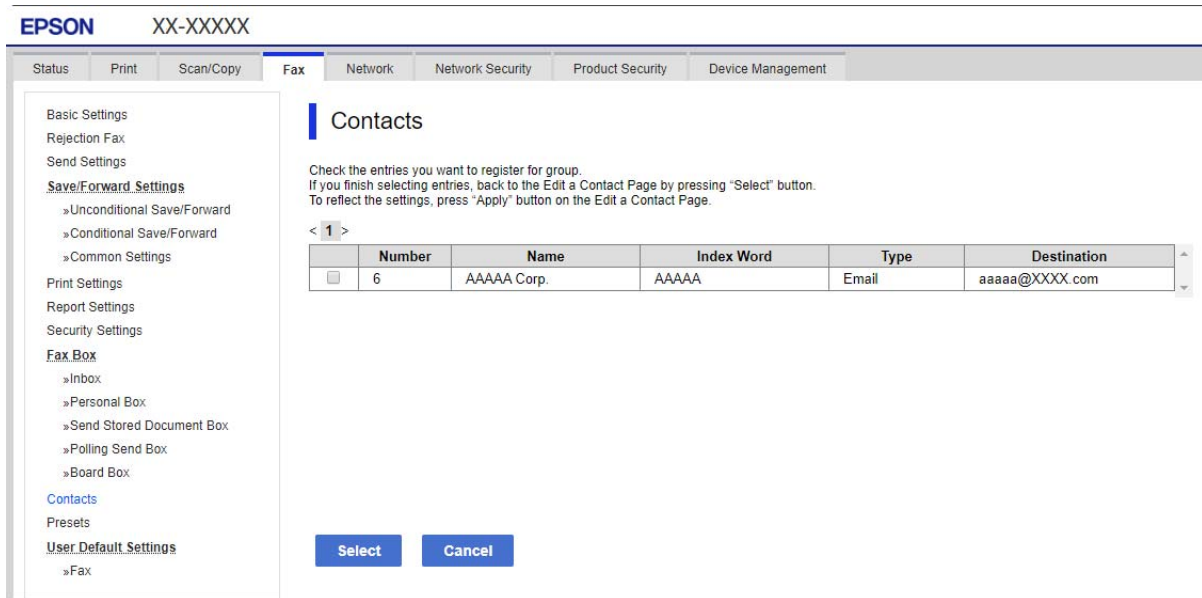 EPSON XX-XXXXX
Status Print Scan/Copy Fax Network Network Security Product Security Device Management
Basic Settings
Rejection Fax
Send Settings
Save/Forward Settings
»Unconditional Save/Forward
»Conditional Save/Forward
»Common Settings
Print Settings
Report Settings
Security Settings
Fax Box
»Inbox
»Personal Box
»Send Stored Document Box
»Polling Send Box
»Board Box
Contacts
Presets
User Default Settings
»Fax
Contacts
Check the entries you want to register for group.
If you finish selecting entries, back to the Edit a Contact Page by pressing “Select” button.
To reflect the settings, press “Apply” button on the Edit a Contact Page.
< 1 >
Number Name Index Word Type Destination
6 AAAAA Corp. AAAAA Email aaaaa@XXXX.com
Select Cancel